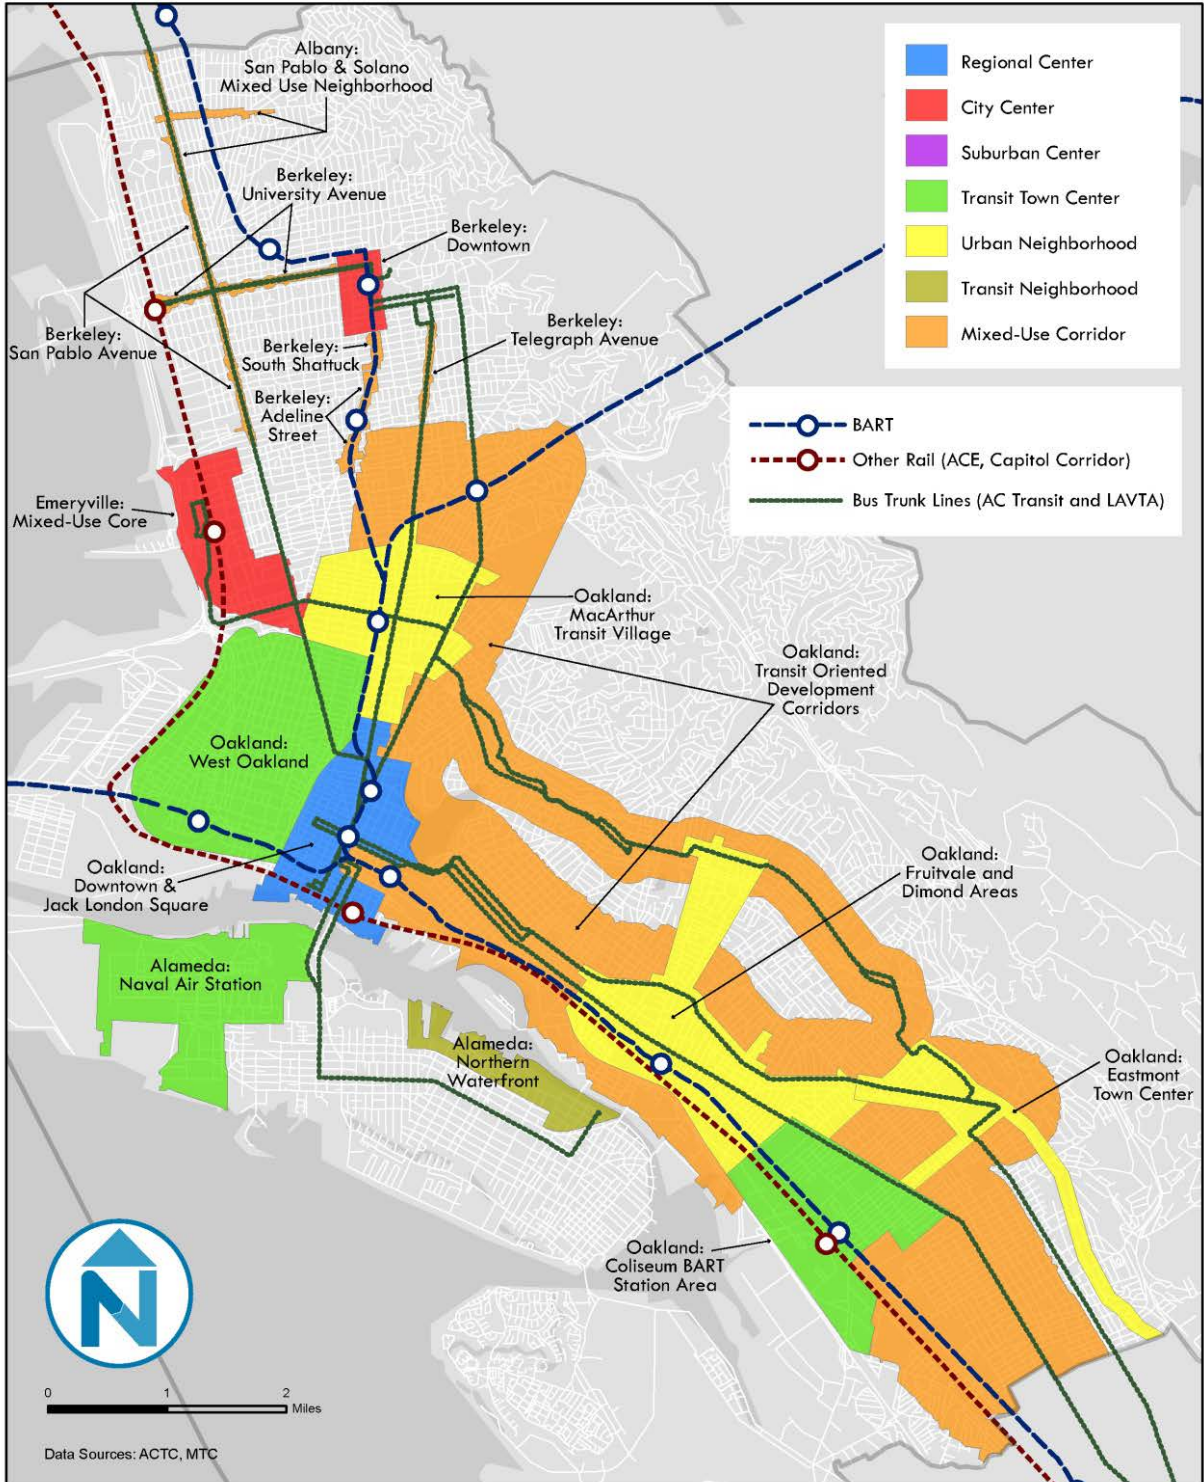 Albany:
San Pablo & Solano
Mixed Use Neighborhood
Berkeley:
University Avenue
Berkeley:
Downtown
Berkeley:
San Pablo Avenue
Berkeley:
South Shattuck
Berkeley:
Telegraph Avenue
Berkeley:
Adeline
Street
Emeryville:
Mixed-Use Core
Oakland:
MacArthur
Transit Village
Oakland:
Transit Oriented
Development
Corridors
Oakland:
West Oakland
Oakland:
Downtown &
Jack London Square
Oakland:
Fruitvale and
Dimond Areas
Alameda:
Naval Air Station
Alameda:
Northern
Waterfront
Oakland:
Eastmont
Town Center
Oakland:
Coliseum BART
Station Area
Regional Center
City Center
Suburban Center
Transit Town Center
Urban Neighborhood
Transit Neighborhood
Mixed-Use Corridor
BART
Other Rail (ACE, Capitol Corridor)
Bus Trunk Lines (AC Transit and LAVTA)
N
0 1 2
Miles
Data Sources: ACTC, MTC